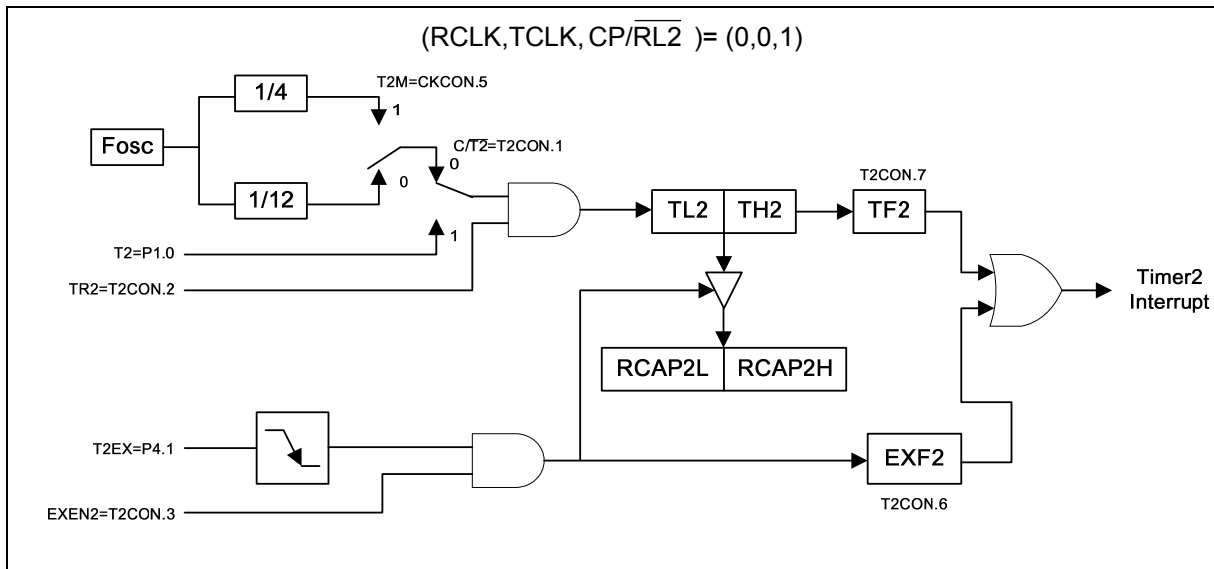 (RCLK,TCLK, CP/RL2 )= (0,0,1)
T2M=CKCON.5
1/4
1
Fosc
C/T2=T2CON.1
0
1/12
0
T2CON.7
TL2
TH2
TF2
1
T2=P1.0
TR2=T2CON.2
Timer2
Interrupt
RCAP2L
RCAP2H
T2EX=P4.1
EXF2
T2CON.6
EXEN2=T2CON.3